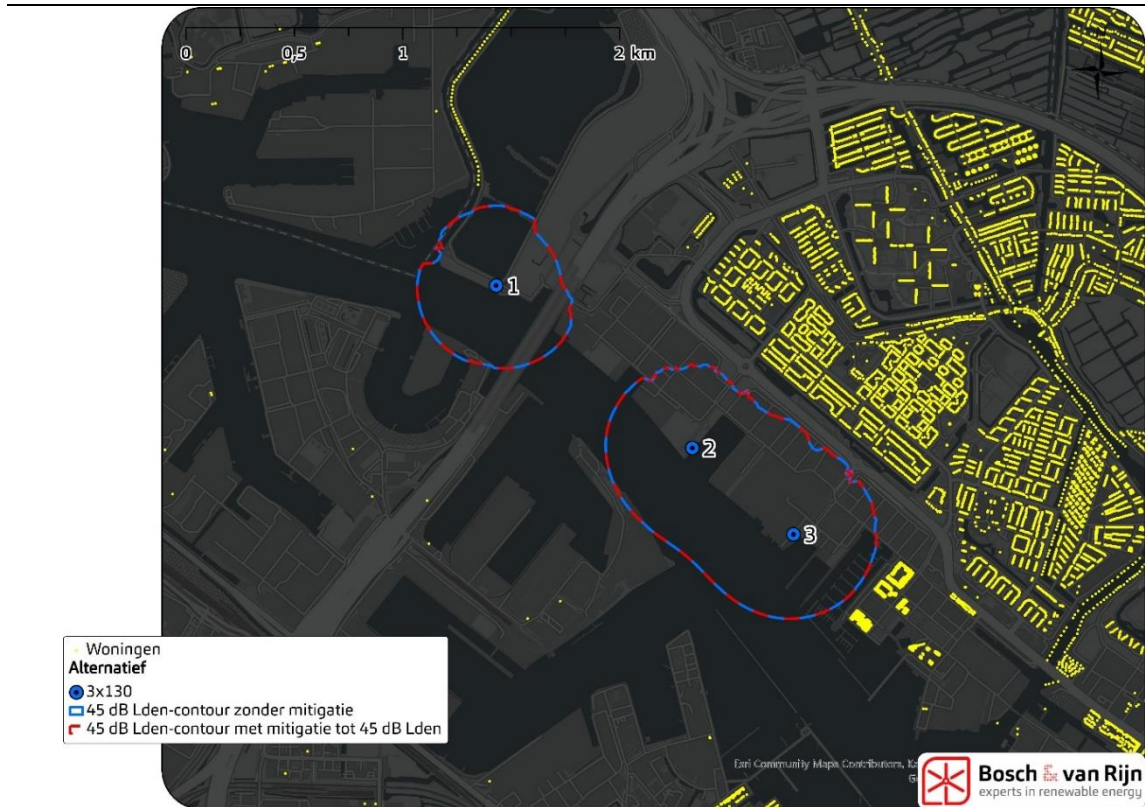 0 0,5 1 2 km
1
2
3
Woningen
Alternatief
3x130
45 dB Lden-contour zonder mitigatie
45 dB Lden-contour met mitigatie tot 45 dB Lden
Esri Community Maps Contributors,
Bosch & van Rijn
experts in renewable energy